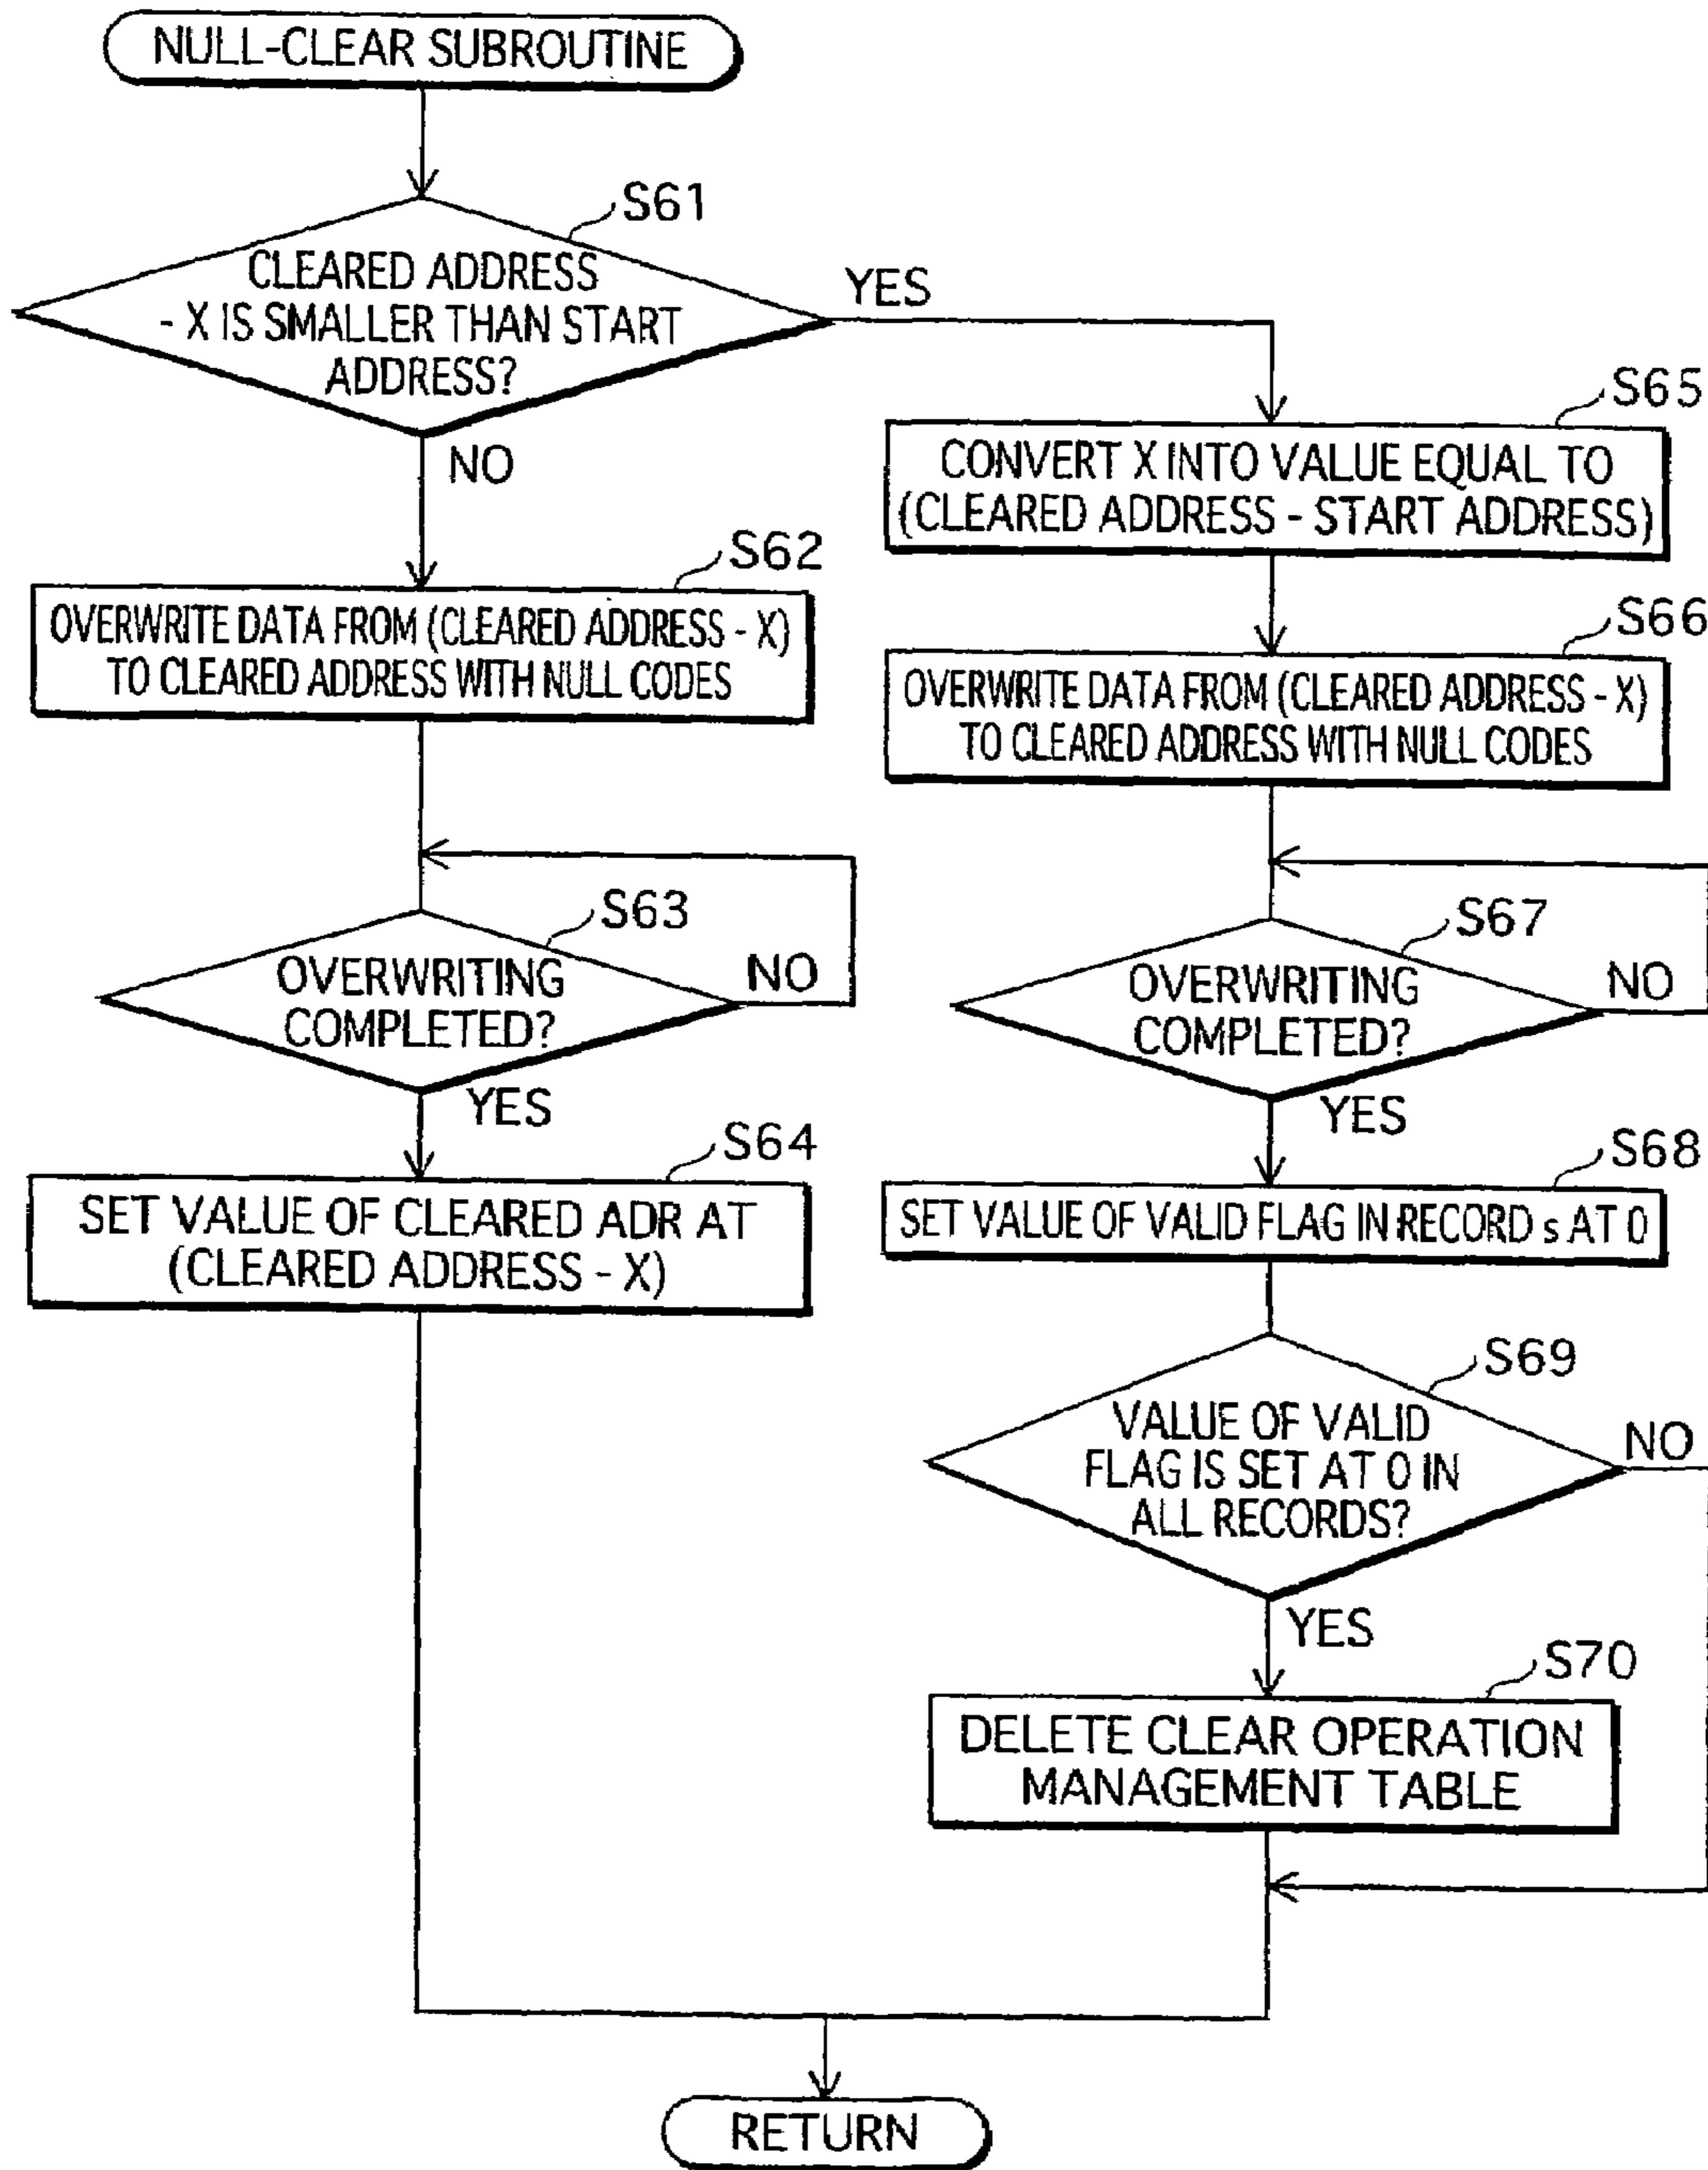 NULL-CLEAR SUBROUTINE
S61
CLEARED ADDRESS
- X IS SMALLER THAN START
ADDRESS?
YES
NO
S62
OVERWRITE DATA FROM (CLEARED ADDRESS - X)
TO CLEARED ADDRESS WITH NULL CODES
S63
OVERWRITING
COMPLETED?
NO
YES
S64
SET VALUE OF CLEARED ADR AT
(CLEARED ADDRESS - X)
S65
CONVERT X INTO VALUE EQUAL TO
(CLEARED ADDRESS - START ADDRESS)
S66
OVERWRITE DATA FROM (CLEARED ADDRESS - X)
TO CLEARED ADDRESS WITH NULL CODES
S67
OVERWRITING
COMPLETED?
NO
YES
S68
SET VALUE OF VALID FLAG IN RECORD s AT 0
S69
VALUE OF VALID
FLAG IS SET AT 0 IN
ALL RECORDS?
NO
YES
S70
DELETE CLEAR OPERATION
MANAGEMENT TABLE
RETURN